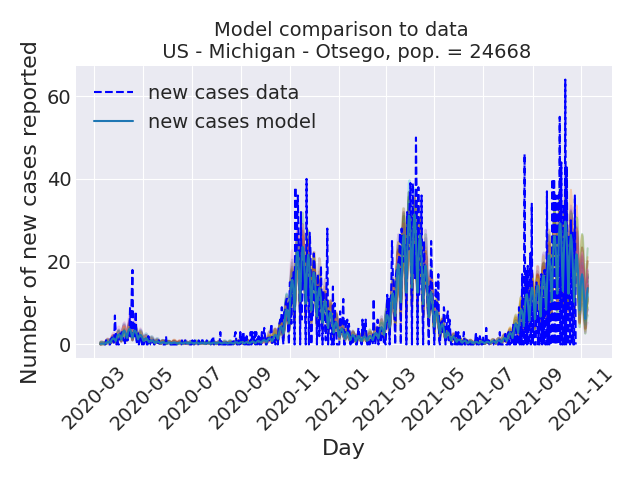 Model comparison to data
US - Michigan - Otsego, pop. = 24668
Number of new cases reported
60
40
20
0
new cases data
new cases model
2020-03
2020-05
2020-07
2020-09
2020-11
2021-01
2021-03
2021-05
2021-07
2021-09
2021-11
Day